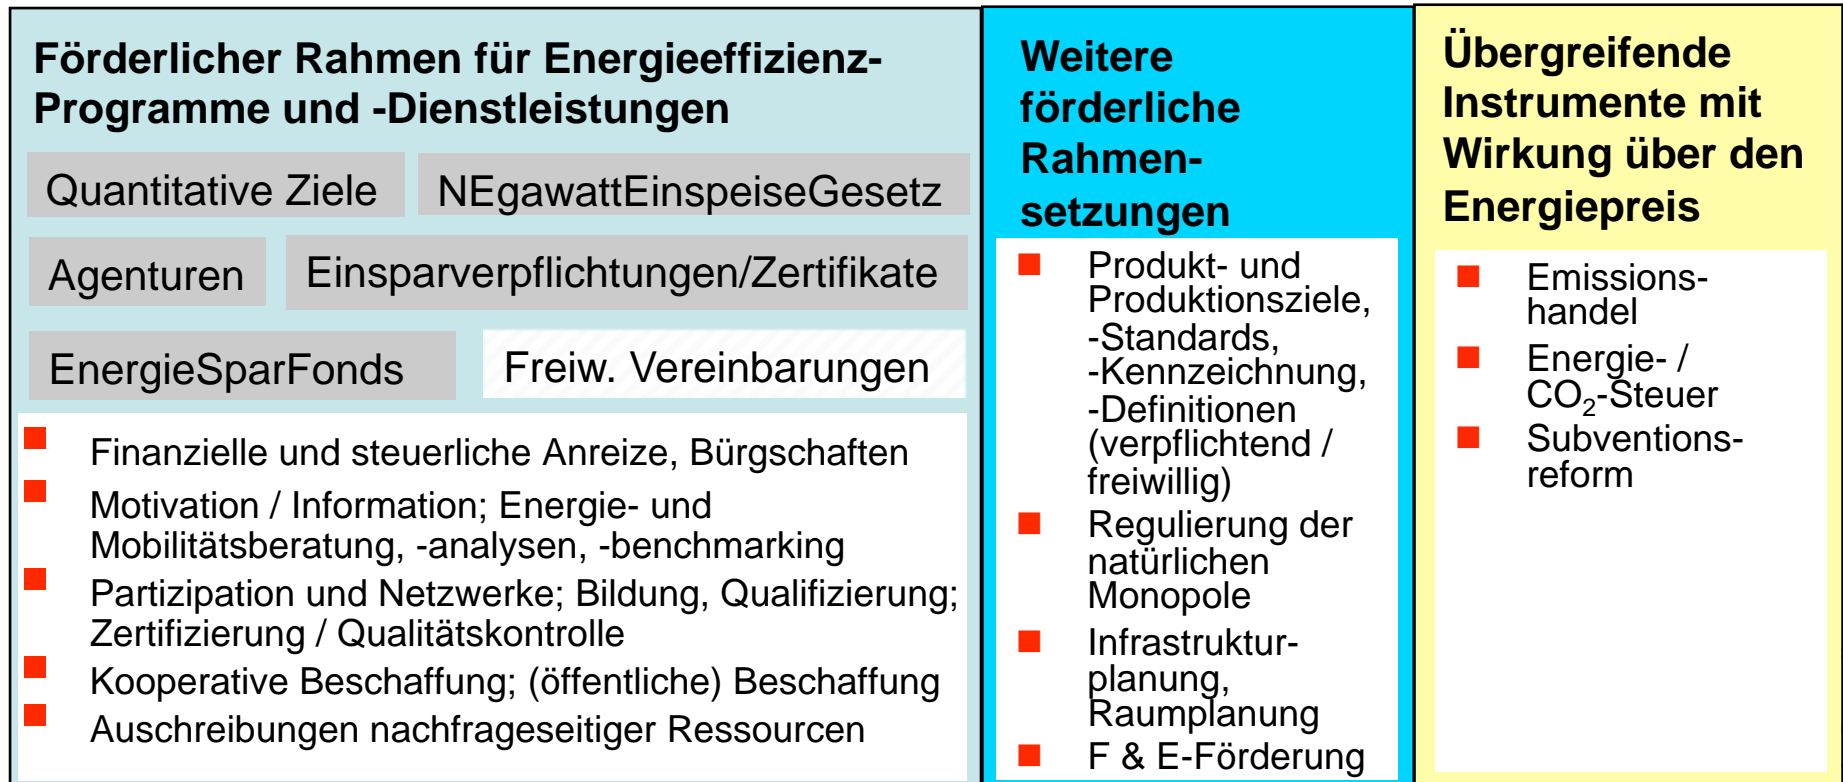 Förderlicher Rahmen für Energieeffizienz-
Programme und -Dienstleistungen
Quantitative Ziele
NEgawattEinspeiseGesetz
Agenturen
Einsparverpflichtungen/Zertifikate
EnergieSparFonds
Freiw. Vereinbarungen
Finanzielle und steuerliche Anreize, Bürgschaften
Motivation / Information; Energie- und
Mobilitätsberatung, -analysen, -benchmarking
Partizipation und Netzwerke; Bildung, Qualifizierung;
Zertifizierung / Qualitätskontrolle
Kooperative Beschaffung; (öffentliche) Beschaffung
Auschreibungen nachfrageseitiger Ressourcen
Weitere
förderliche
Rahmen-
setzungen
Produkt- und
Produktionsziele,
-Standards,
-Kennzeichnung,
-Definitionen
(verpflichtend /
freiwillig)
Regulierung der
natürlichen
Monopole
Infrastruktur-
planung,
Raumplanung
F & E-Förderung
Übergreifende
Instrumente mit
Wirkung über den
Energiepreis
Emissions-
handel
Energie- /
CO₂-Steuer
Subventions-
reform